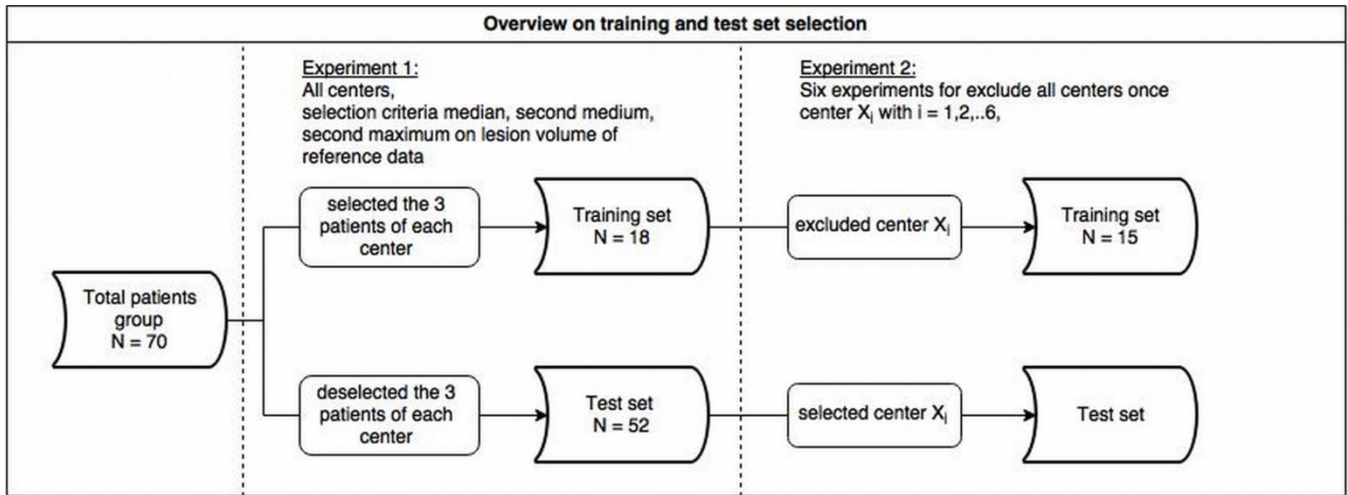 Overview on training and test set selection
Experiment 1:
All centers,
selection criteria median, second medium,
second maximum on lesion volume of
reference data
Experiment 2:
Six experiments for exclude all centers once
center Xi with i = 1,2,..6,
selected the 3
patients of each
center
Training set
N = 18
excluded center Xi
Training set
N = 15
Total patients
group
N = 70
deselected the 3
patients of each
center
Test set
N = 52
selected center Xi
Test set